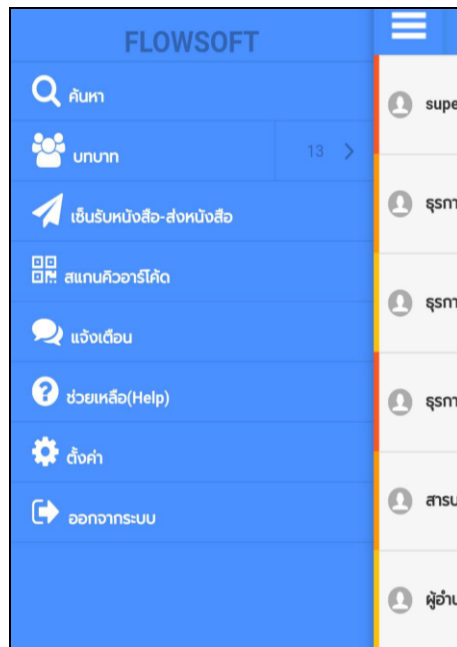 FLOWSOFT
ค้นหา
บทบาท 13
เซ็นรับหนังสือ-ส่งหนังสือ
สแกนคิวอาร์โค้ด
แจ้งเตือน
ช่วยเหลือ(Help)
ตั้งค่า
ออกจากระบบ
supe
ธุรกา
ธุรกา
ธุรกา
สารบ
ผู้อำน